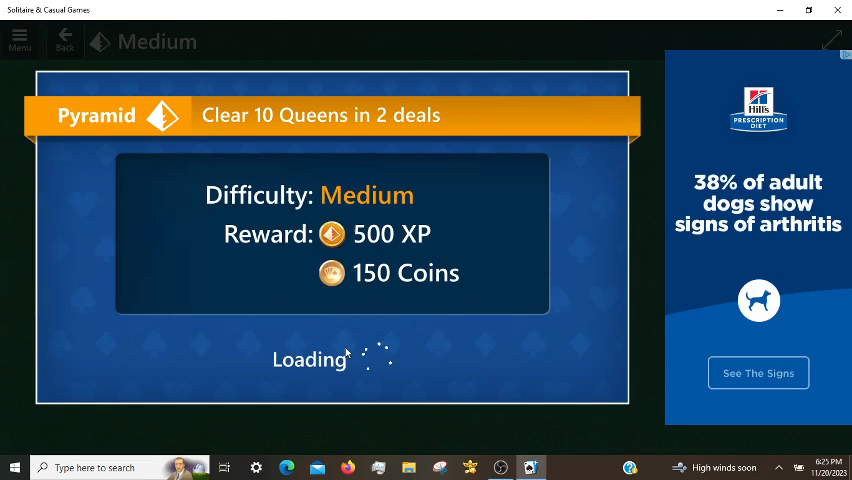 Solitaire & Casual Games
Menu
Back
Medium
Pyramid
Clear 10 Queens in 2 deals
Difficulty: Medium
Reward: 500 XP
150 Coins
Loading
Hill's
PRESCRIPTION DIET
38% of adult
dogs show
signs of arthritis
See The Signs
Type here to search
High winds soon
6:25 PM
11/20/2023